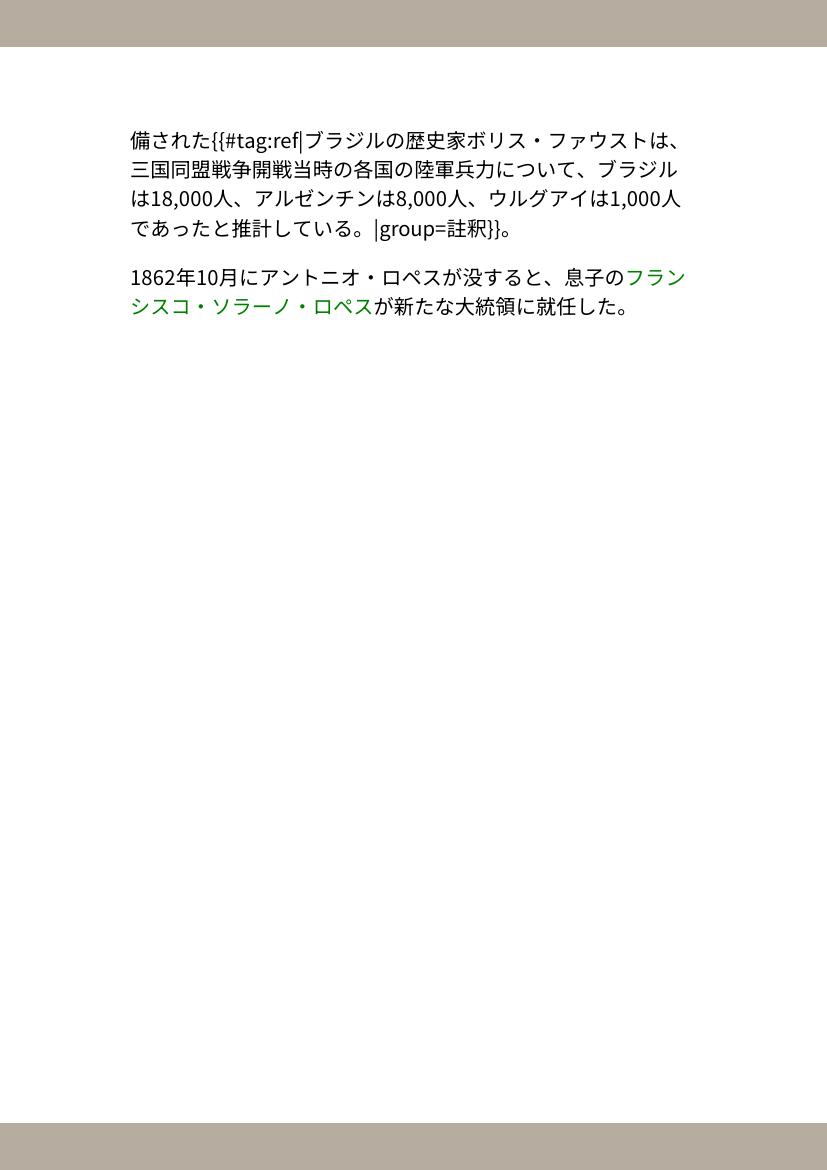 備された{{#tag:ref|ブラジルの歴史家ボリス・ファウストは、
三国同盟戦争開戦当時の各国の陸軍兵力について、ブラジル
は18,000人、アルゼンチンは8,000人、ウルグアイは1,000人
であったと推計している。|group=註釈}}。
1862年10月にアントニオ・ロペスが没すると、息子のフラン
シスコ・ソラーノ・ロペスが新たな大統領に就任した。